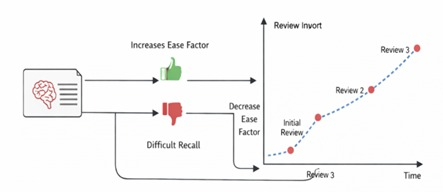 Increases Ease Factor
Difficult Recall
Decrease
Ease
Factor
Review Invort
Initial
Review
Review 2
Review 3
Review 3
Time